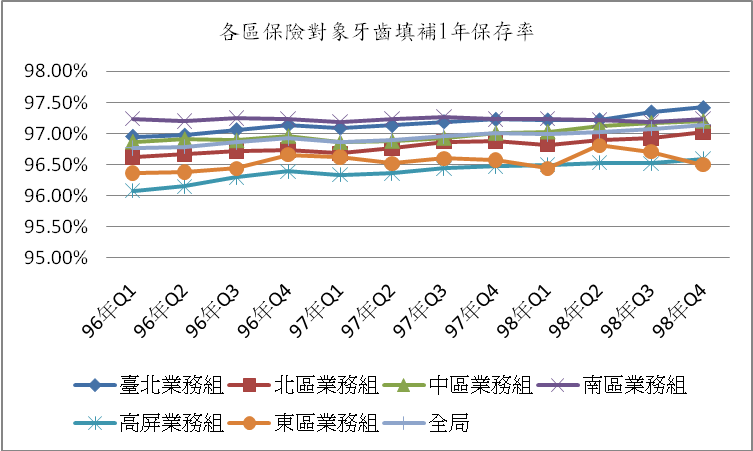 各區保險對象牙齒填補1年保存率
98.00%
97.50%
97.00%
96.50%
96.00%
95.50%
95.00%
96年Q1
96年Q2
96年Q3
96年Q4
97年Q1
97年Q2
97年Q3
97年Q4
98年Q1
98年Q2
98年Q3
98年Q4
臺北業務組 北區業務組 中區業務組 南區業務組
高屏業務組 東區業務組 全局